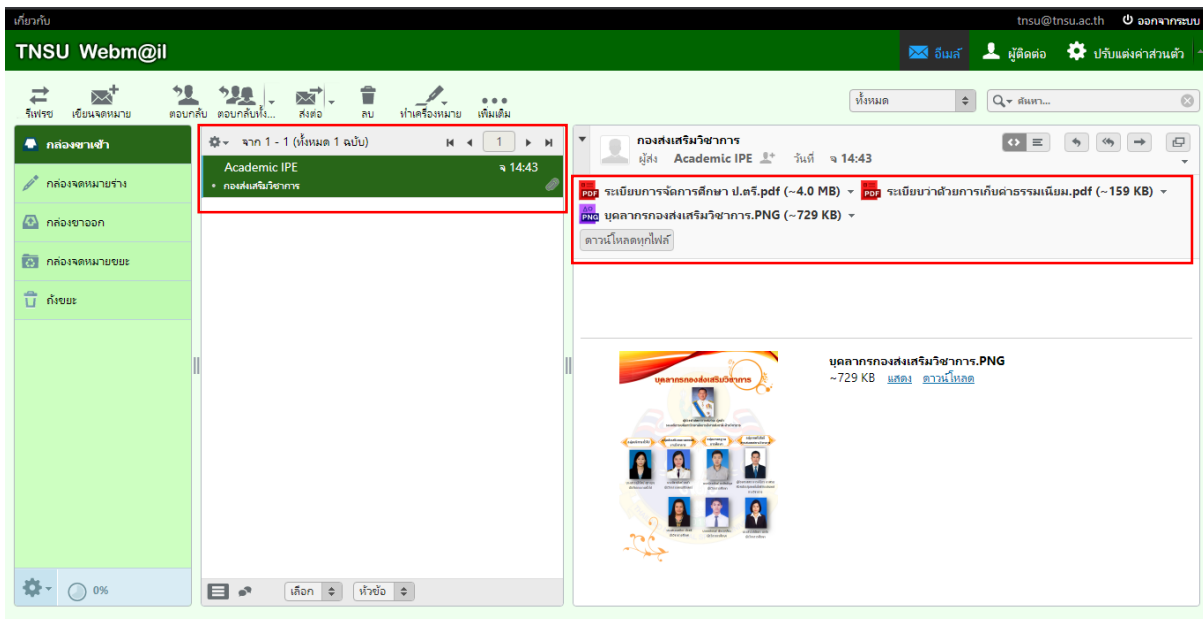 เกี่ยวกับ
tnsu@tnsu.ac.th ออกจากระบบ
TNSU Webm@il
อีเมล์ ผู้ติดต่อ ปรับแต่งค่าส่วนตัว
รีเฟรช เขียนจดหมาย ตอบกลับ ตอบกลับทั้ง... ส่งต่อ ลบ ทำเครื่องหมาย เพิ่มเติม
ทั้งหมด ค้นหา...
กล่องขาเข้า
กล่องจดหมายร่าง
กล่องขาออก
กล่องจดหมายขยะ
ถังขยะ
0%
จาก 1 - 1 (ทั้งหมด 1 ฉบับ) 1
Academic IPE จ 14:43
• กองส่งเสริมวิชาการ
เลือก หัวข้อ
กองส่งเสริมวิชาการ
ผู้ส่ง Academic IPE วันที่ จ 14:43
PDF ระเบียบการจัดการศึกษา ป.ตรี.pdf (~4.0 MB) PDF ระเบียบว่าด้วยการเก็บค่าธรรมเนียม.pdf (~159 KB)
PNG บุคลากรกองส่งเสริมวิชาการ.PNG (~729 KB)
ดาวน์โหลดทุกไฟล์
บุคลากรกองส่งเสริมวิชาการ.PNG
~729 KB แสดง ดาวน์โหลด
บุคลากรกองส่งเสริมวิชาการ